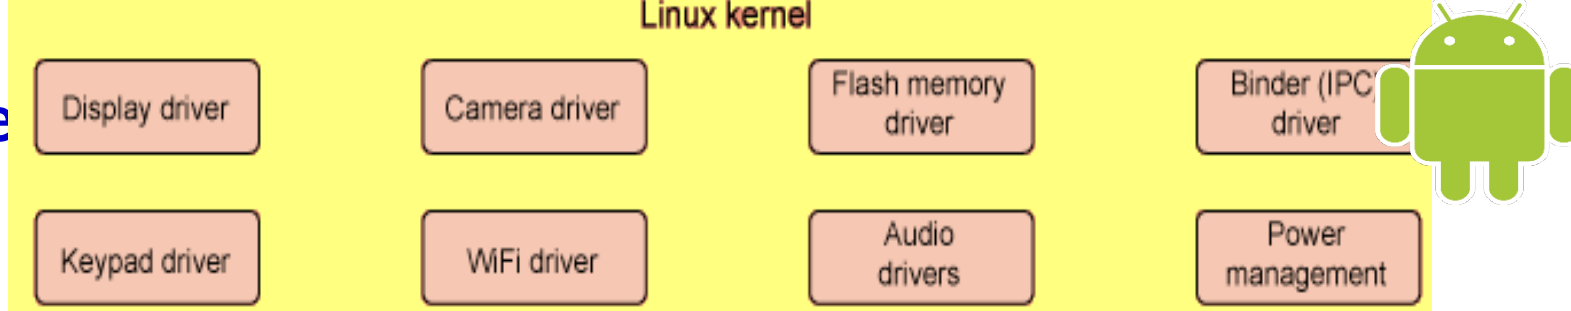 Linux kernel
Display driver
Camera driver
Flash memory
driver
Binder (IPC)
driver
Keypad driver
WiFi driver
Audio
drivers
Power
management